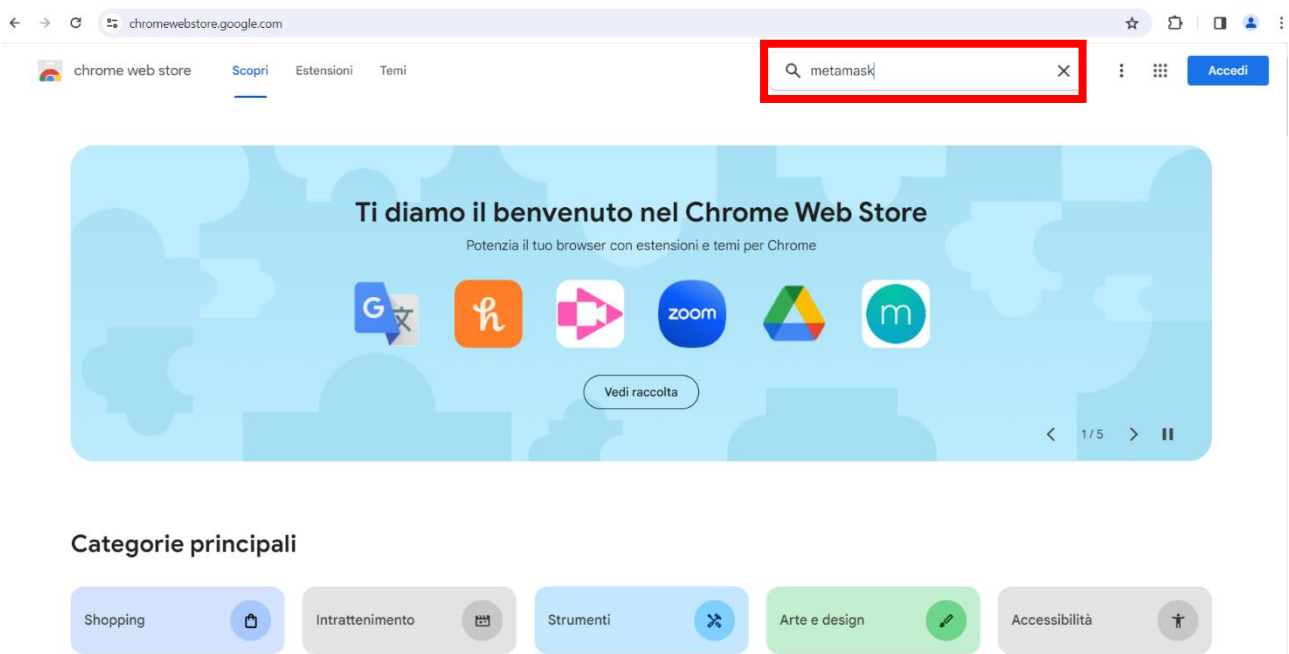 chromewebstore.google.com
chrome web store Scopri Estensioni Temi metamask Accedi
Ti diamo il benvenuto nel Chrome Web Store
Potenzia il tuo browser con estensioni e temi per Chrome
G 文 h zoom m
Vedi raccolta
1/5
Categorie principali
Shopping Intrattenimento Strumenti Arte e design Accessibilità